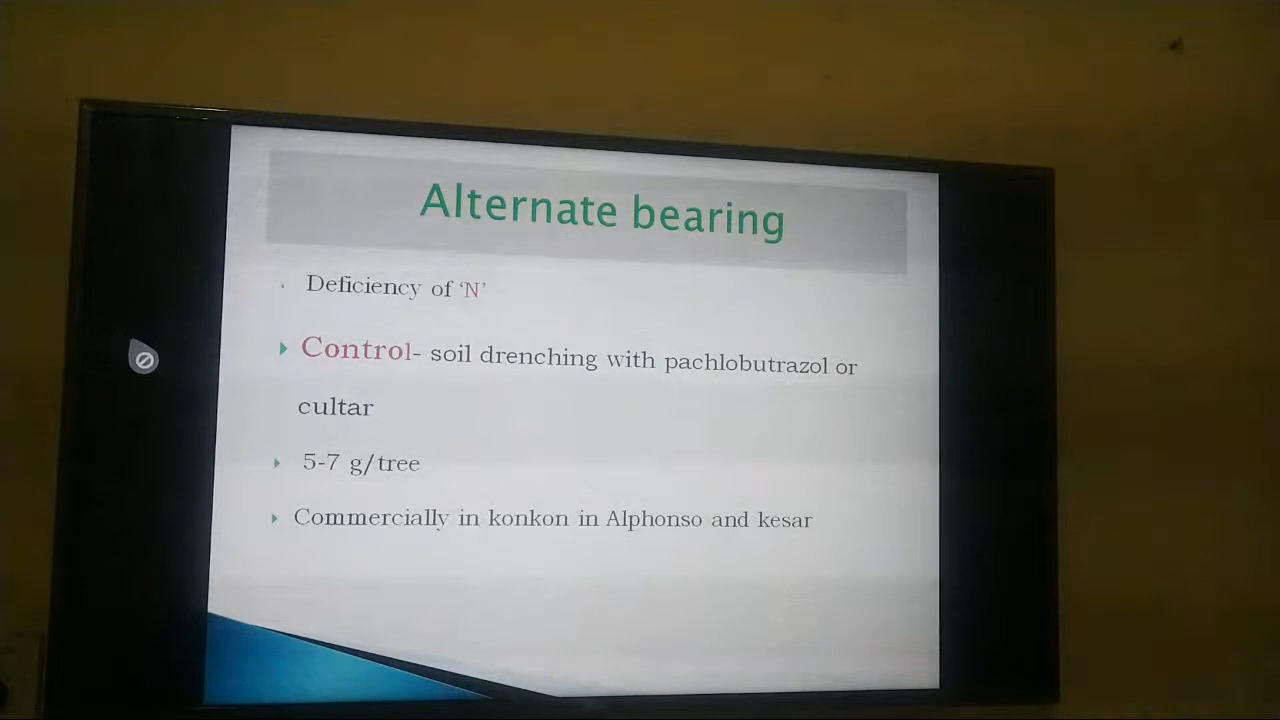 Alternate bearing
Deficiency of ‘N’
Control- soil drenching with pachlobutrazol or
cultar
5-7 g/tree
Commercially in konkon in Alphonso and kesar